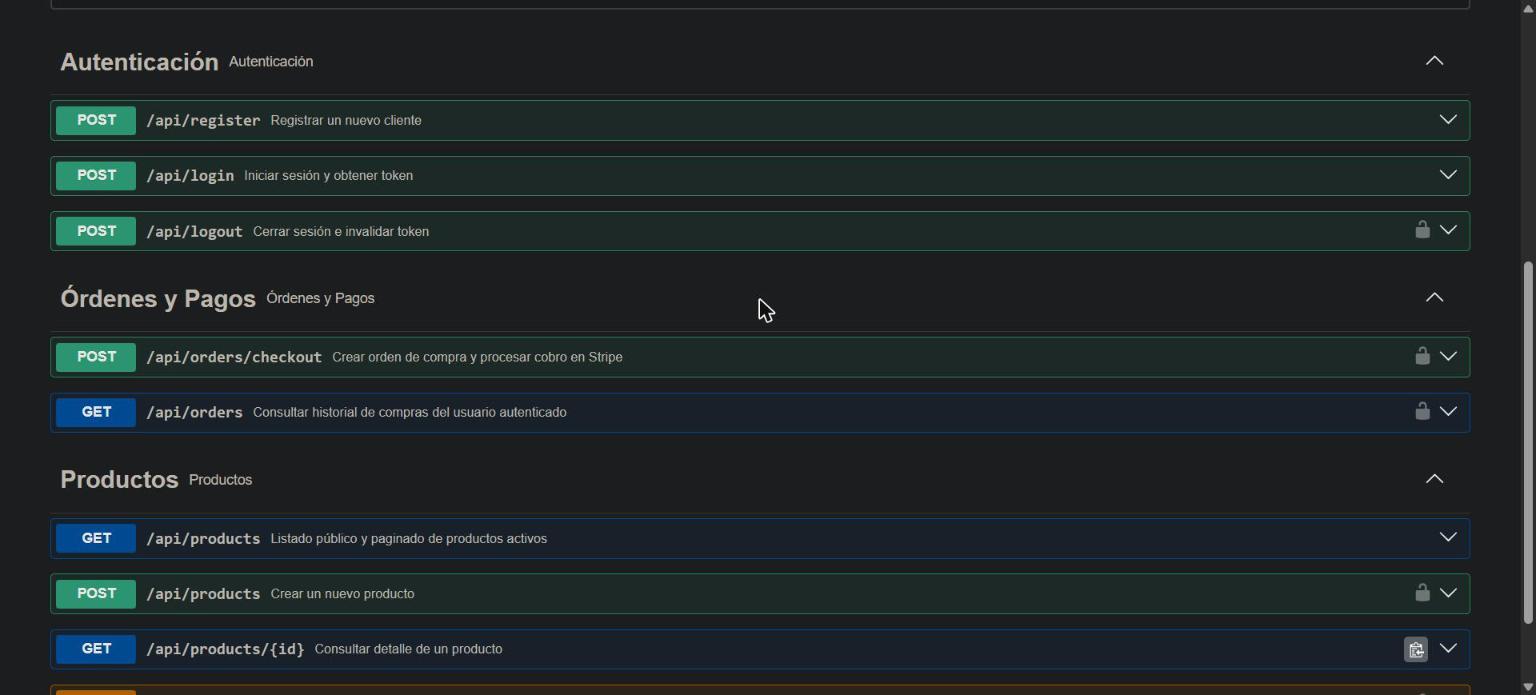 Autenticación Autenticación
POST /api/register Registrar un nuevo cliente
POST /api/login Iniciar sesión y obtener token
POST /api/logout Cerrar sesión e invalidar token
Órdenes y Pagos Órdenes y Pagos
POST /api/orders/checkout Crear orden de compra y procesar cobro en Stripe
GET /api/orders Consultar historial de compras del usuario autenticado
Productos Productos
GET /api/products Listado público y paginado de productos activos
POST /api/products Crear un nuevo producto
GET /api/products/{id} Consultar detalle de un producto